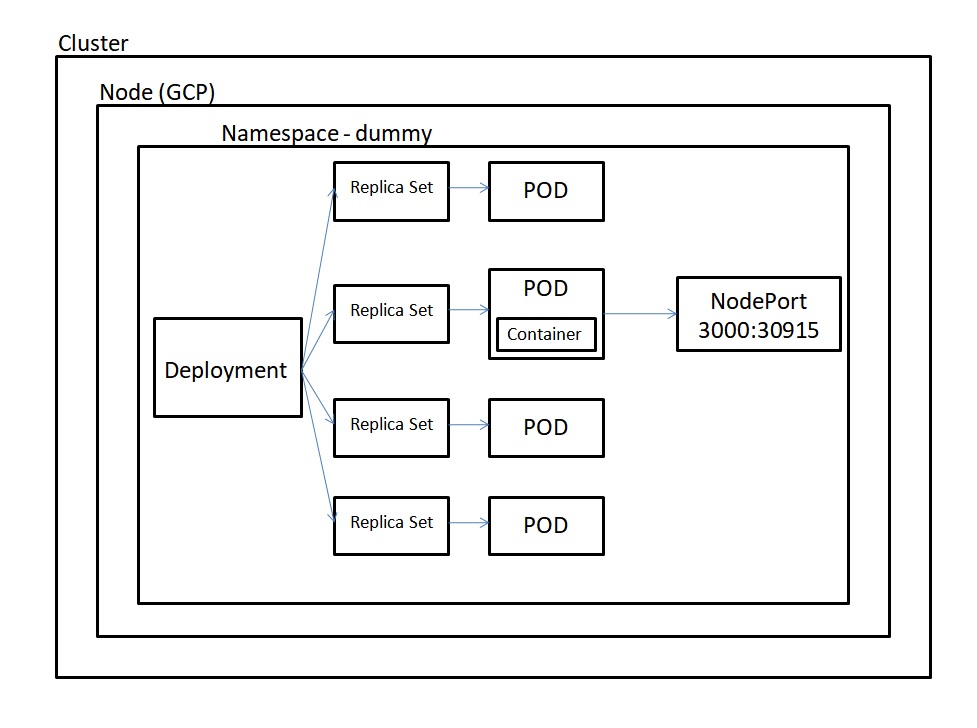 Cluster
Node (GCP)
Namespace - dummy
Replica Set
POD
Replica Set
POD
Container
NodePort
3000:30915
Deployment
Replica Set
POD
Replica Set
POD